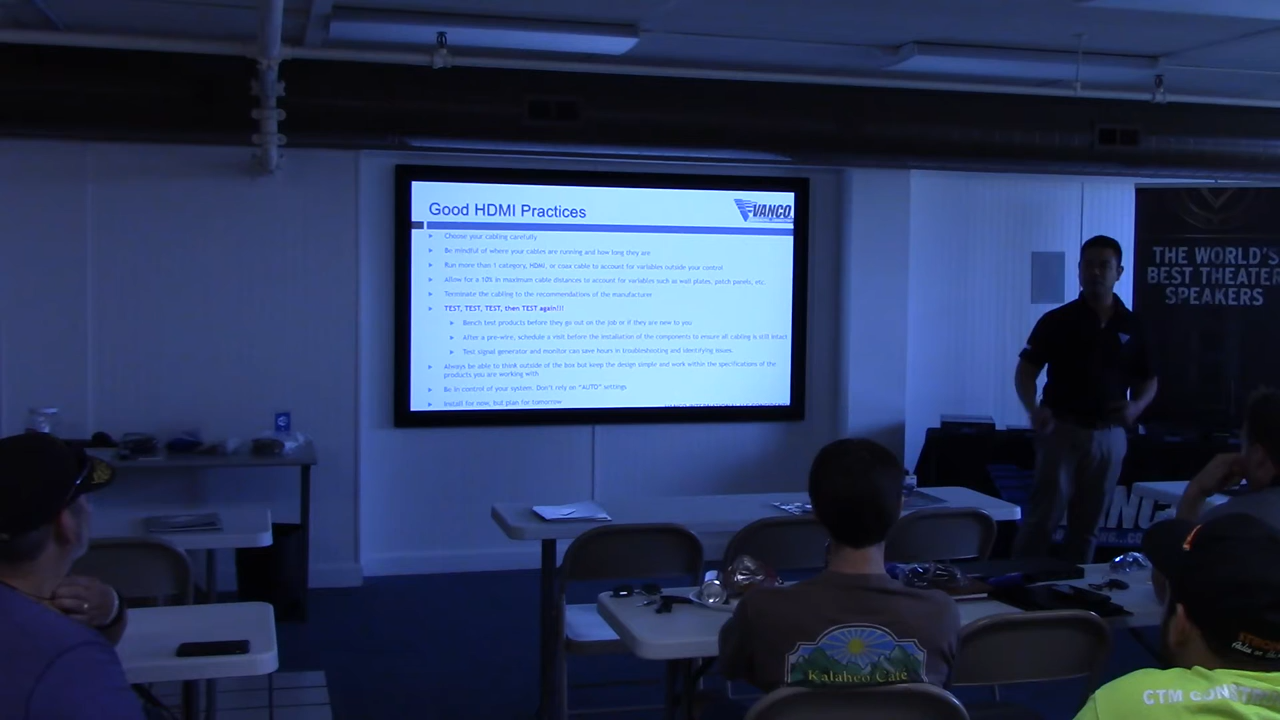 Good HDMI Practices
VANCO
Choose your cabling carefully
Be mindful of where your cables are running and how long they are
Run more than 1 category, HDMI, or coax cable to account for variables outside your control
Allow for a 10% in maximum cable distances to account for variables such as wall plates, patch panels, etc.
Terminate the cabling to the recommendations of the manufacturer
TEST, TEST, TEST, then TEST again!!!
Bench test products before they go out on the job or if they are new to you
After a pre-wire, schedule a visit before the installation of the components to ensure all cabling is still intact
Test signal generator and monitor can save hours in troubleshooting and identifying issues.
Always be able to think outside of the box but keep the design simple and work within the specifications of the
products you are working with
Be in control of your system. Don't rely on "AUTO" settings
Install for now, but plan for tomorrow
THE WORLD'S
BEST THEATER
SPEAKERS
Kalaheo Cafe
GTM